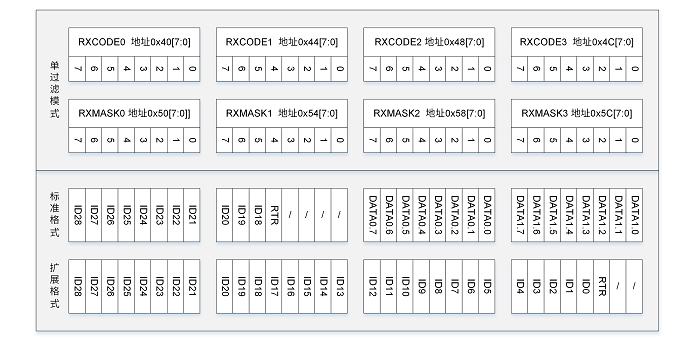 单过滤模式
RXCODE0 地址0x40[7:0] RXCODE1 地址0x44[7:0] RXCODE2 地址0x48[7:0] RXCODE3 地址0x4C[7:0]
7 6 5 4 3 2 1 0 7 6 5 4 3 2 1 0 7 6 5 4 3 2 1 0 7 6 5 4 3 2 1 0
RXMASK0 地址0x50[7:0]] RXMASK1 地址0x54[7:0] RXMASK2 地址0x58[7:0] RXMASK3 地址0x5C[7:0]
7 6 5 4 3 2 1 0 7 6 5 4 3 2 1 0 7 6 5 4 3 2 1 0 7 6 5 4 3 2 1 0
标准格式
ID28 ID27 ID26 ID25 ID24 ID23 ID22 ID21 ID20 ID19 ID18 RTR / / / / DATA0.7 DATA0.6 DATA0.5 DATA0.4 DATA0.3 DATA0.2 DATA0.1 DATA0.0 DATA1.7 DATA1.6 DATA1.5 DATA1.4 DATA1.3 DATA1.2 DATA1.1 DATA1.0
扩展格式
ID28 ID27 ID26 ID25 ID24 ID23 ID22 ID21 ID20 ID19 ID18 ID17 ID16 ID15 ID14 ID13 ID12 ID11 ID10 ID9 ID8 ID7 ID6 ID5 ID4 ID3 ID2 ID1 ID0 RTR / /